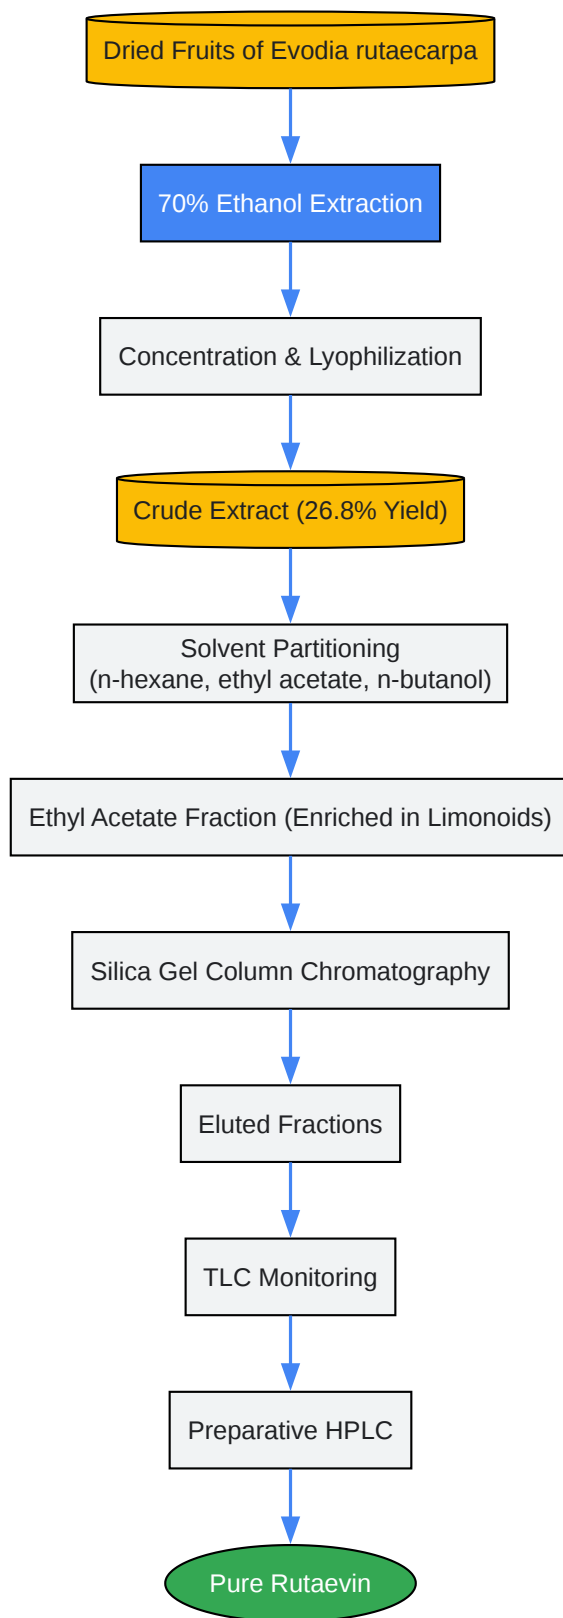 Dried Fruits of Evodia rutaecarpa
70% Ethanol Extraction
Concentration & Lyophilization
Crude Extract (26.8% Yield)
Solvent Partitioning
(n-hexane, ethyl acetate, n-butanol)
Ethyl Acetate Fraction (Enriched in Limonoids)
Silica Gel Column Chromatography
Eluted Fractions
TLC Monitoring
Preparative HPLC
Pure Rutaevin